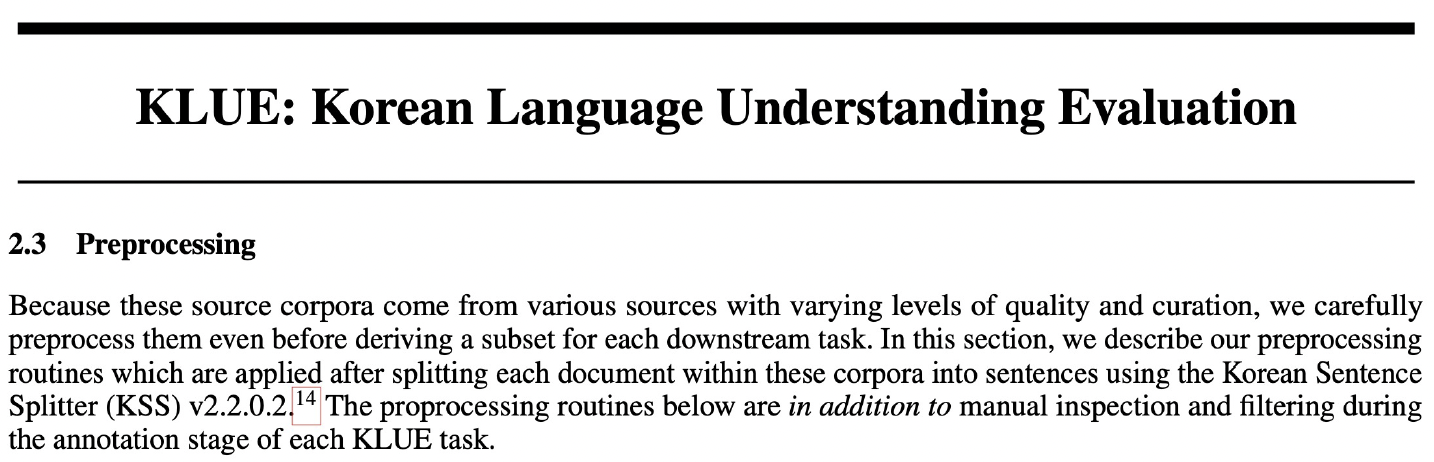 KLUE: Korean Language Understanding Evaluation
2.3 Preprocessing
Because these source corpora come from various sources with varying levels of quality and curation, we carefully
preprocess them even before deriving a subset for each downstream task. In this section, we describe our preprocessing
routines which are applied after splitting each document within these corpora into sentences using the Korean Sentence
Splitter (KSS) v2.2.0.2.14 The proprocessing routines below are in addition to manual inspection and filtering during
the annotation stage of each KLUE task.